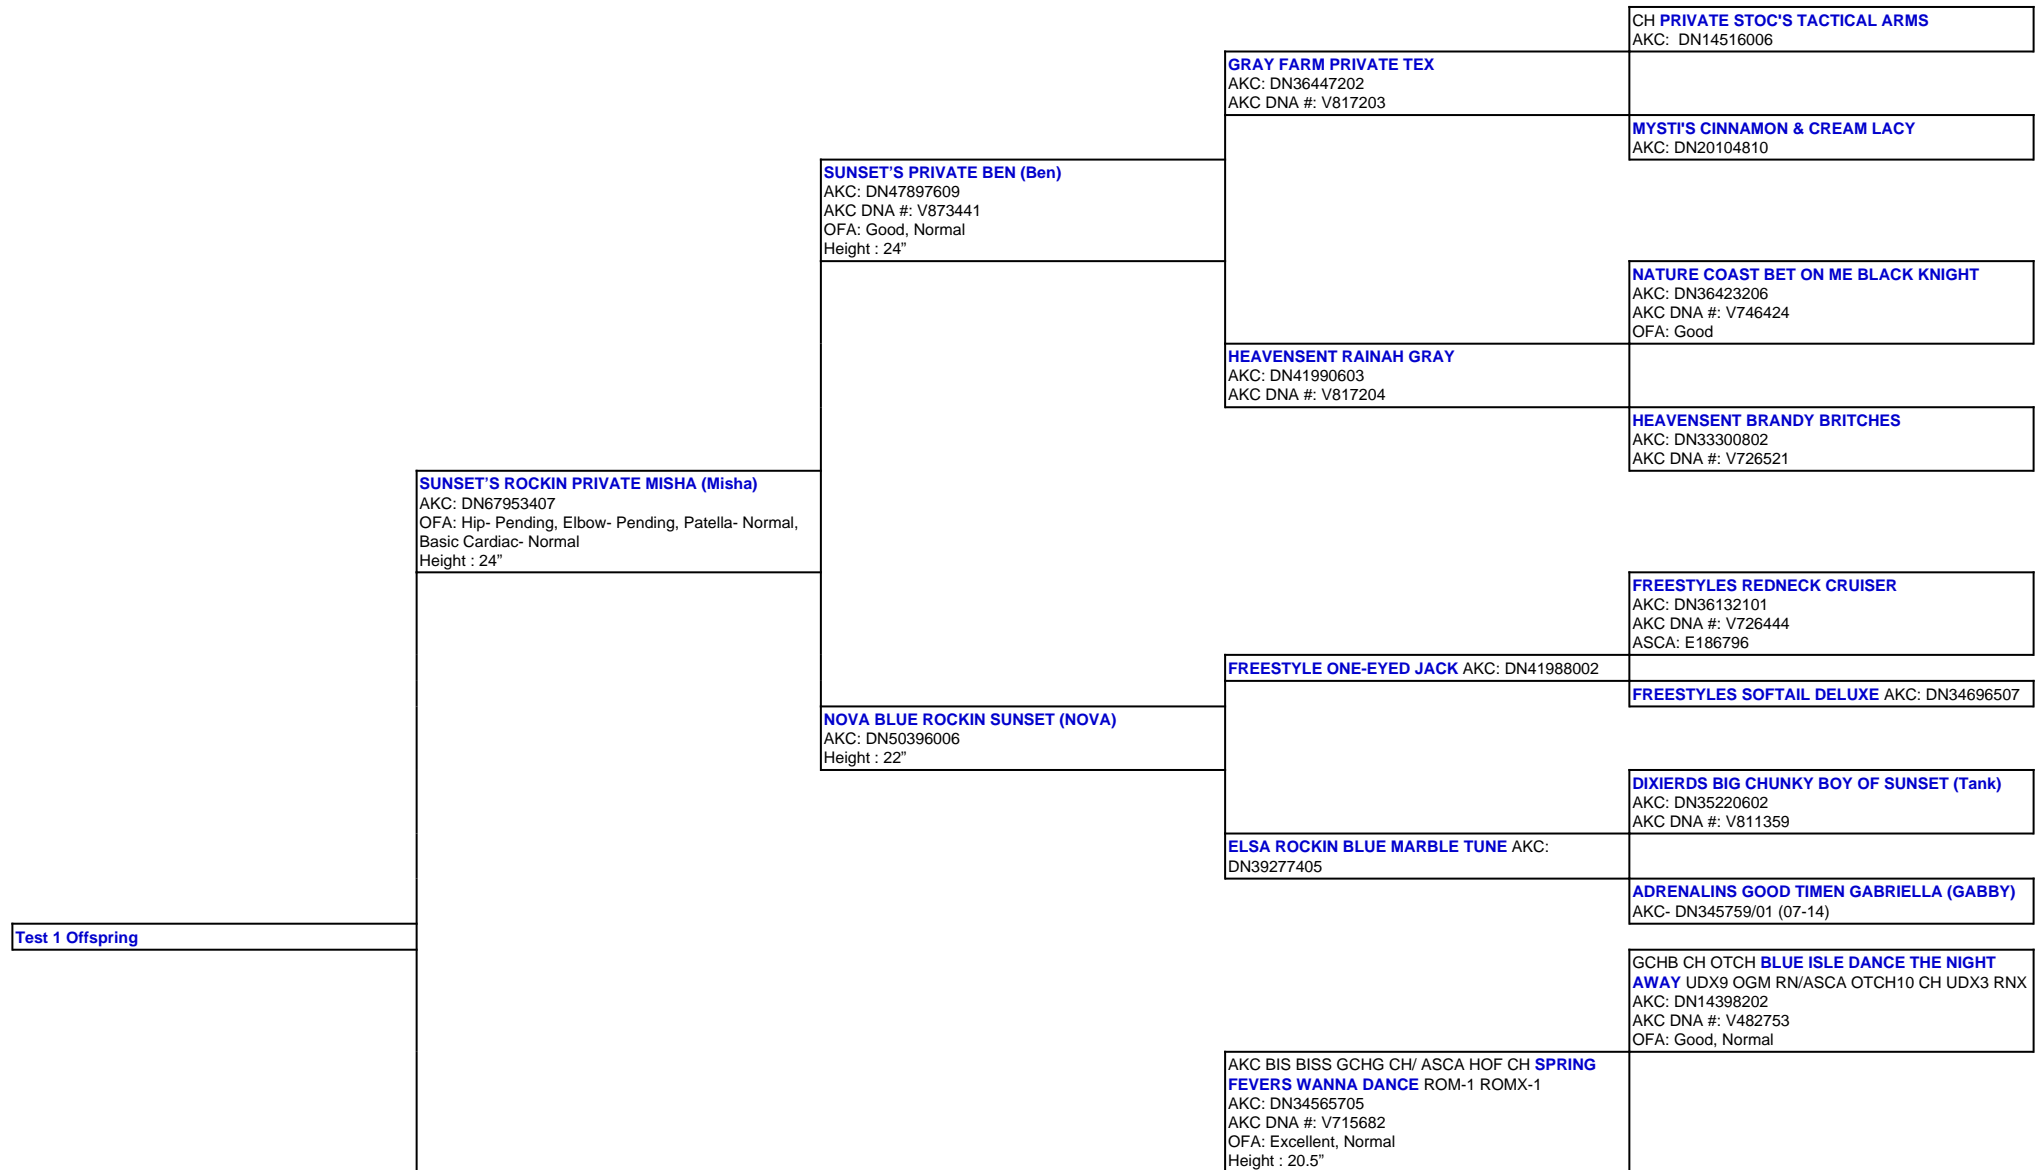 CH PRIVATE STOC'S TACTICAL ARMS
AKC:  DN14516006
GRAY FARM PRIVATE TEX
AKC: DN36447202
AKC DNA #: V817203
MYSTI'S CINNAMON & CREAM LACY
AKC: DN20104810
SUNSET’S PRIVATE BEN (Ben)
AKC: DN47897609
AKC DNA #: V873441
OFA: Good, Normal
Height : 24”
NATURE COAST BET ON ME BLACK KNIGHT
AKC: DN36423206
AKC DNA #: V746424
OFA: Good
HEAVENSENT RAINAH GRAY
AKC: DN41990603
AKC DNA #: V817204
HEAVENSENT BRANDY BRITCHES
AKC: DN33300802
AKC DNA #: V726521
SUNSET’S ROCKIN PRIVATE MISHA (Misha)
AKC: DN67953407
OFA: Hip- Pending, Elbow- Pending, Patella- Normal,
Basic Cardiac- Normal
Height : 24”
FREESTYLES REDNECK CRUISER
AKC: DN36132101
AKC DNA #: V726444
ASCA: E186796
FREESTYLE ONE-EYED JACK AKC: DN41988002
FREESTYLES SOFTAIL DELUXE AKC: DN34696507
NOVA BLUE ROCKIN SUNSET (NOVA)
AKC: DN50396006
Height : 22”
DIXIERDS BIG CHUNKY BOY OF SUNSET (Tank)
AKC: DN35220602
AKC DNA #: V811359
ELSA ROCKIN BLUE MARBLE TUNE AKC:
DN39277405
ADRENALINS GOOD TIMEN GABRIELLA (GABBY)
AKC- DN345759/01 (07-14)
Test 1 Offspring
GCHB CH OTCH BLUE ISLE DANCE THE NIGHT
AWAY UDX9 OGM RN/ASCA OTCH10 CH UDX3 RNX
AKC: DN14398202
AKC DNA #: V482753
OFA: Good, Normal
AKC BIS BISS GCHG CH/ ASCA HOF CH SPRING
FEVERS WANNA DANCE ROM-1 ROMX-1
AKC: DN34565705
AKC DNA #: V715682
OFA: Excellent, Normal
Height : 20.5”